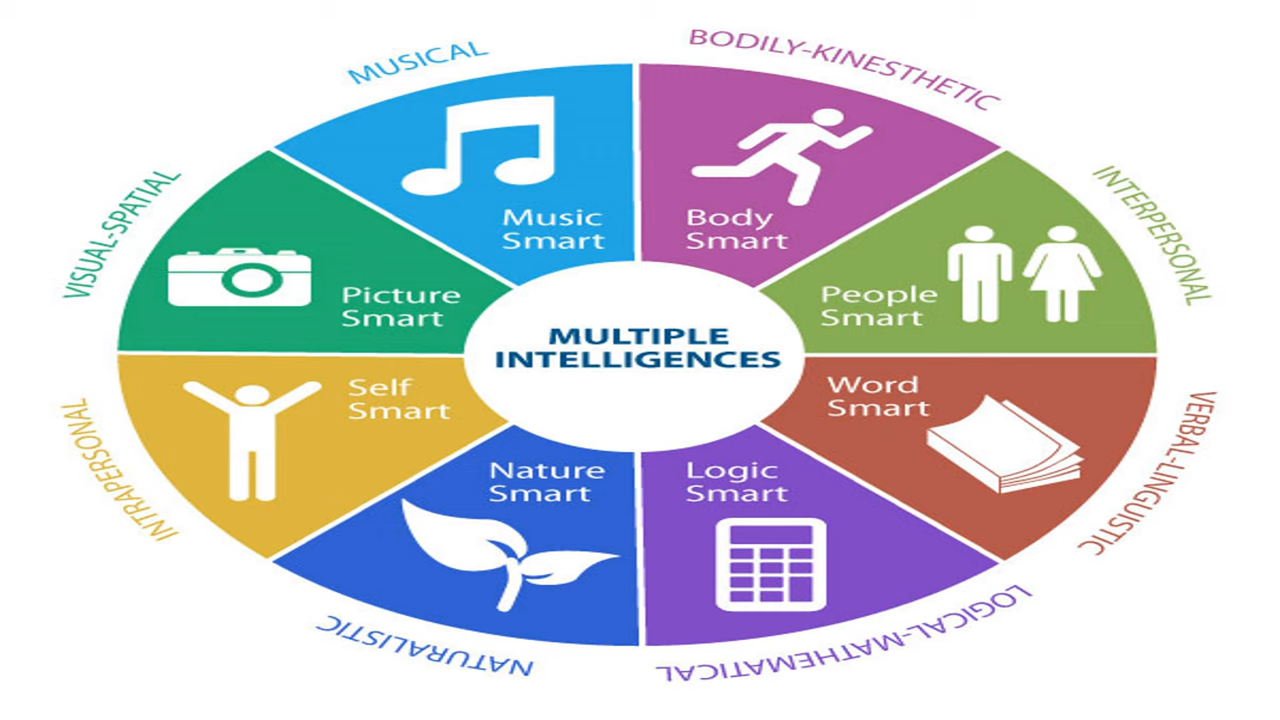 MUSICAL
BODILY-KINESTHETIC
INTERPERSONAL
VERBAL-LINGUISTIC
LOGICAL-MATHEMATICAL
NATURALISTIC
INTRAPERSONAL
VISUAL-SPATIAL
Music
Smart
Body
Smart
People
Smart
Word
Smart
Logic
Smart
Nature
Smart
Self
Smart
Picture
Smart
MULTIPLE
INTELLIGENCES